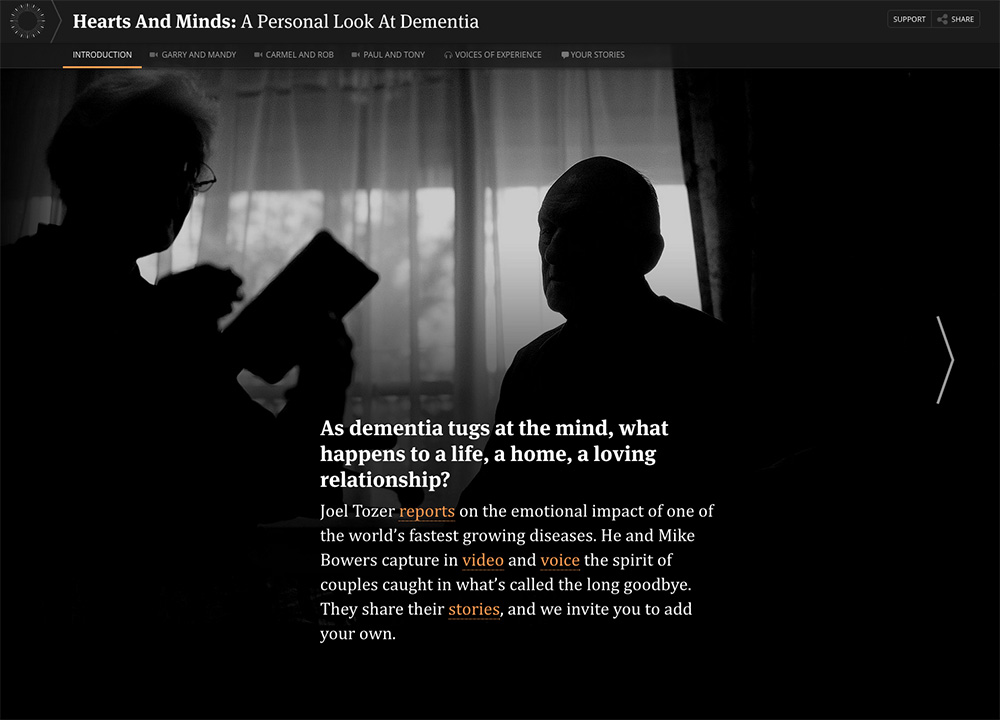 Hearts And Minds: A Personal Look At Dementia
SUPPORT SHARE
INTRODUCTION GARRY AND MANDY CARMEL AND ROB PAUL AND TONY VOICES OF EXPERIENCE YOUR STORIES
As dementia tugs at the mind, what
happens to a life, a home, a loving
relationship?
Joel Tozer reports on the emotional impact of one of
the world’s fastest growing diseases. He and Mike
Bowers capture in video and voice the spirit of
couples caught in what’s called the long goodbye.
They share their stories, and we invite you to add
your own.